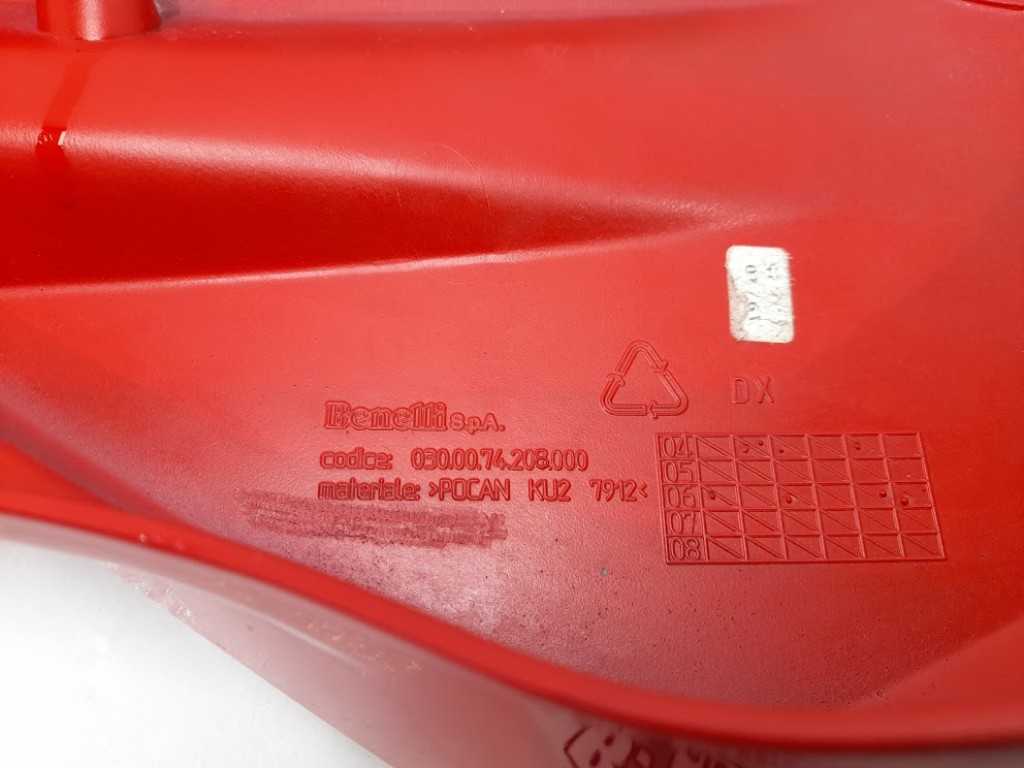 DX
Benelli S.p.A.
codice: 030.00.74.208.000
materiale: >POCAN KU2 7912<
04
05
06
07
08